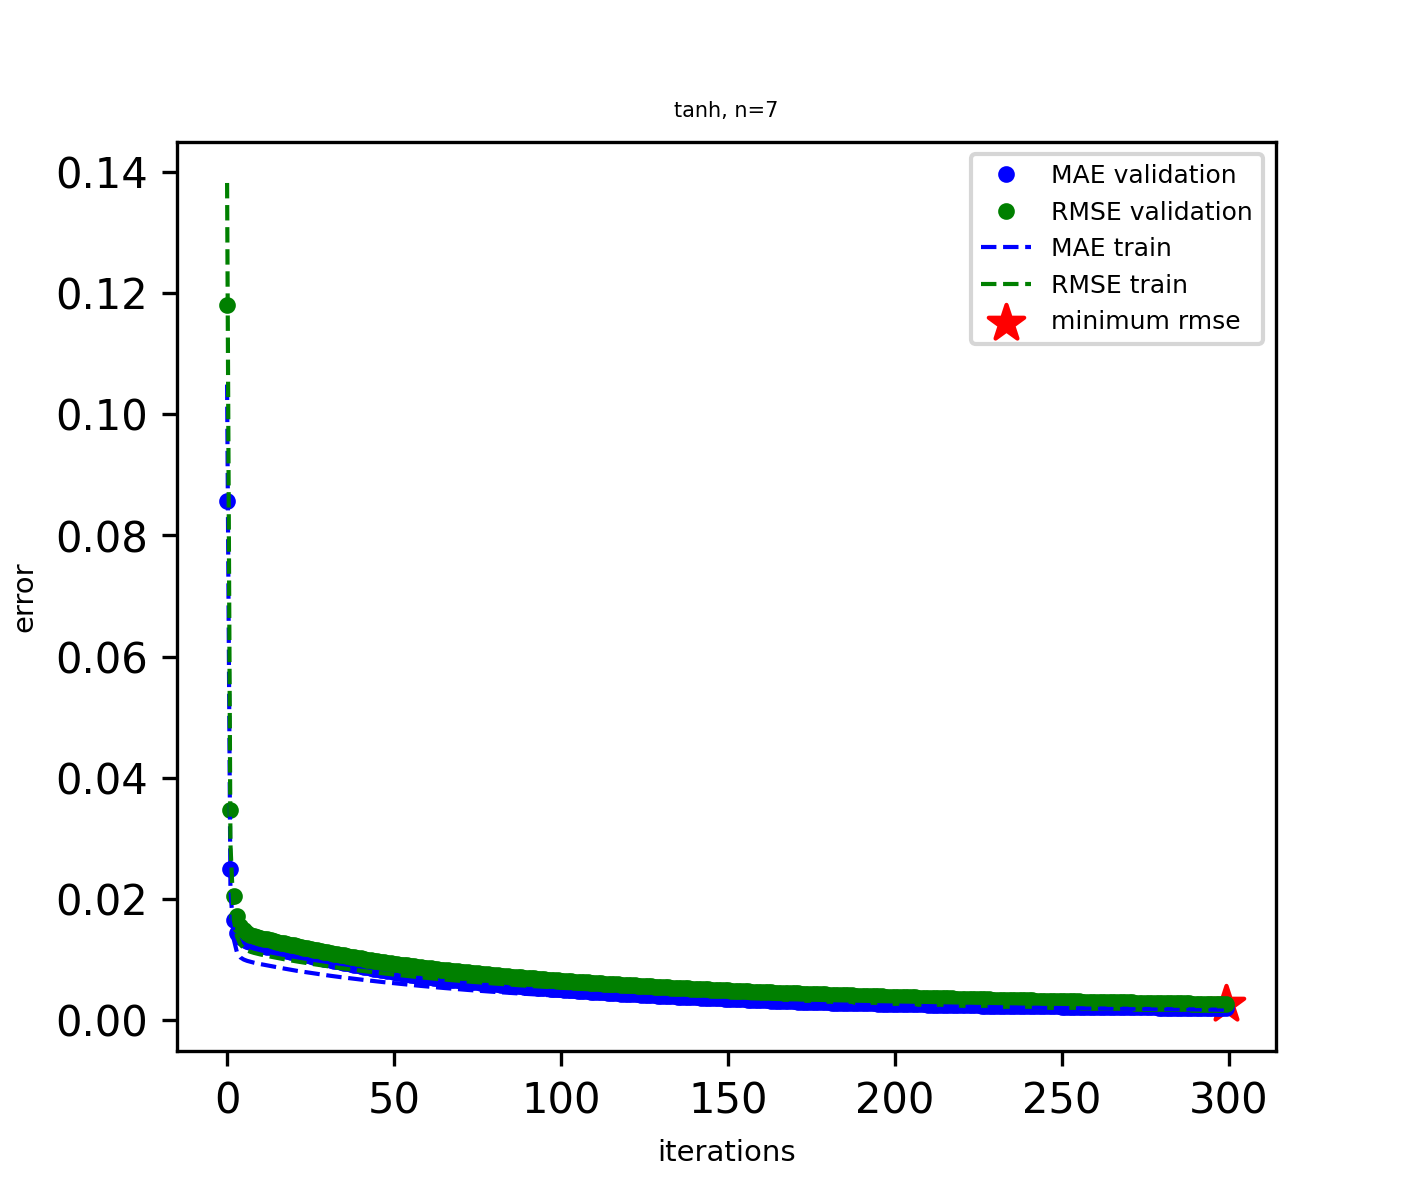 tanh, n=7
0.14
0.12
0.10
0.08
0.06
0.04
0.02
0.00
error
MAE validation
RMSE validation
MAE train
RMSE train
minimum rmse
0 50 100 150 200 250 300
iterations